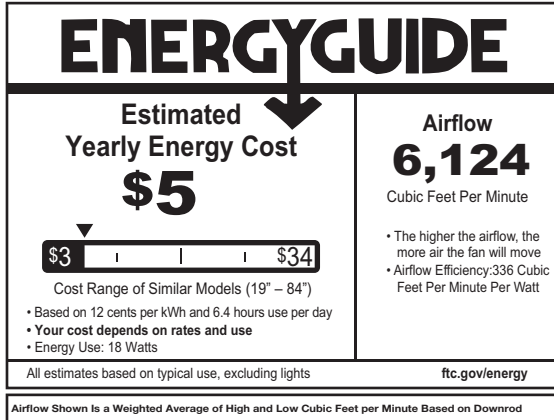 ENERGYGUIDE
Estimated
Yearly Energy Cost
$5
$3
$34
Cost Range of Similar Models (19” – 84”)
• Based on 12 cents per kWh and 6.4 hours use per day
• Your cost depends on rates and use
• Energy Use: 18 Watts
Airflow
6,124
Cubic Feet Per Minute
• The higher the airflow, the
more air the fan will move
• Airflow Efficiency:336 Cubic
Feet Per Minute Per Watt
All estimates based on typical use, excluding lights
ftc.gov/energy
Airflow Shown Is a Weighted Average of High and Low Cubic Feet per Minute Based on Downrod